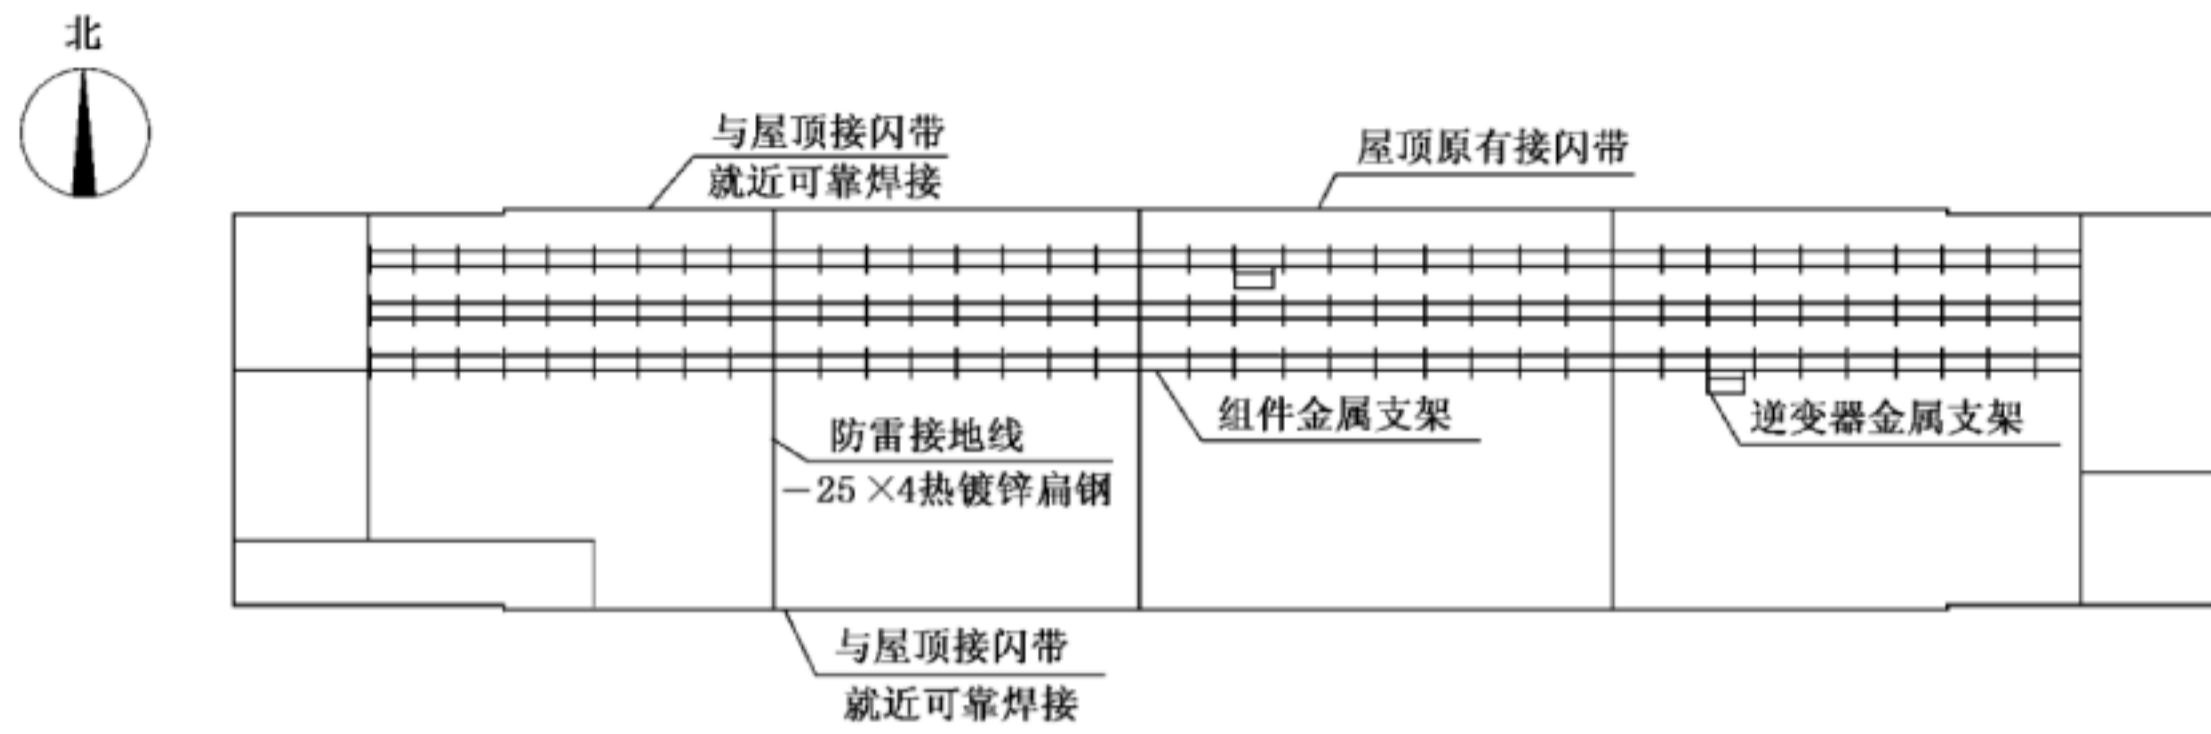 北
与屋顶接闪带
就近可靠焊接
屋顶原有接闪带
组件金属支架
逆变器金属支架
防雷接地线
-25×4热镀锌扁钢
与屋顶接闪带
就近可靠焊接